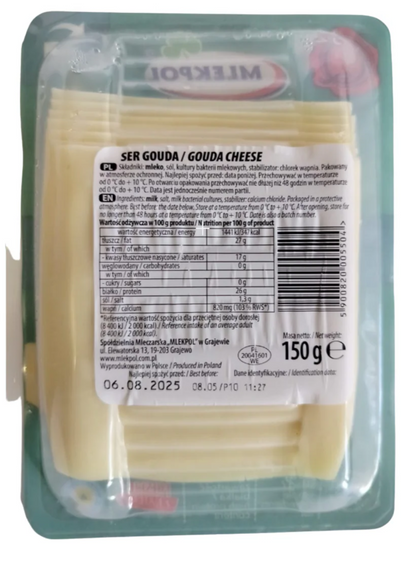 MLEKPOL
SER GOUDA / GOUDA CHEESE
PL Składniki: mleko, sól, kultury bakterii mlekowych, stabilizator: chlorek wapnia. Pakowany
w atmosferze ochronnej. Najlepiej spożyć przed: data poniżej. Przechowywać w temperaturze
od 0 °C do + 10 °C. Po otwarciu opakowania przechowywać nie dłużej niż 48 godzin w temperaturze
od 0 °C do + 10 °C. Data jest jednocześnie numerem partii.
EN Ingredients: milk, salt, milk bacterial cultures, stabilizer: calcium chloride. Packaged in a protective
atmosphere. Best before: the date below. Store at a temperature from 0 °C to + 10 °C. After opening, store for
no longer than 48 hours at a temperature from 0 °C to + 10 °C. Date is also a batch number.
Wartość odżywcza w 100 g produktu / Nutrition per 100 g of product
wartość energetyczna / energy 1441 kJ/347 kcal
tłuszcz / fat 27 g
w tym / of which
- kwasy tłuszczowe nasycone / saturates 17 g
węglowodany / carbohydrates 0 g
w tym / of which
- cukry / sugars 0 g
białko / protein 26 g
sól / salt 1,3 g
wapń / calcium 820 mg (103 % RWS*)
*Referencyjna wartość spożycia dla przeciętnej osoby dorosłej
(8 400 kJ / 2 000 kcal) / Reference intake of an average adult
(8 400 kJ / 2 000 kcal).
Spółdzielnia Mleczarska „MLEKPOL” w Grajewie
ul. Elewatorska 13, 19-203 Grajewo
www.mlekpol.com.pl
Wyprodukowano w Polsce / Produced in Poland
Najlepiej spożyć przed: / Best before:
06.08.2025 08.05/P10 11:27
5 900820 005504
Masa netto: / Net weight:
150 g e
PL
20041601
WE
Dane identyfikacyjne: / Identification data: